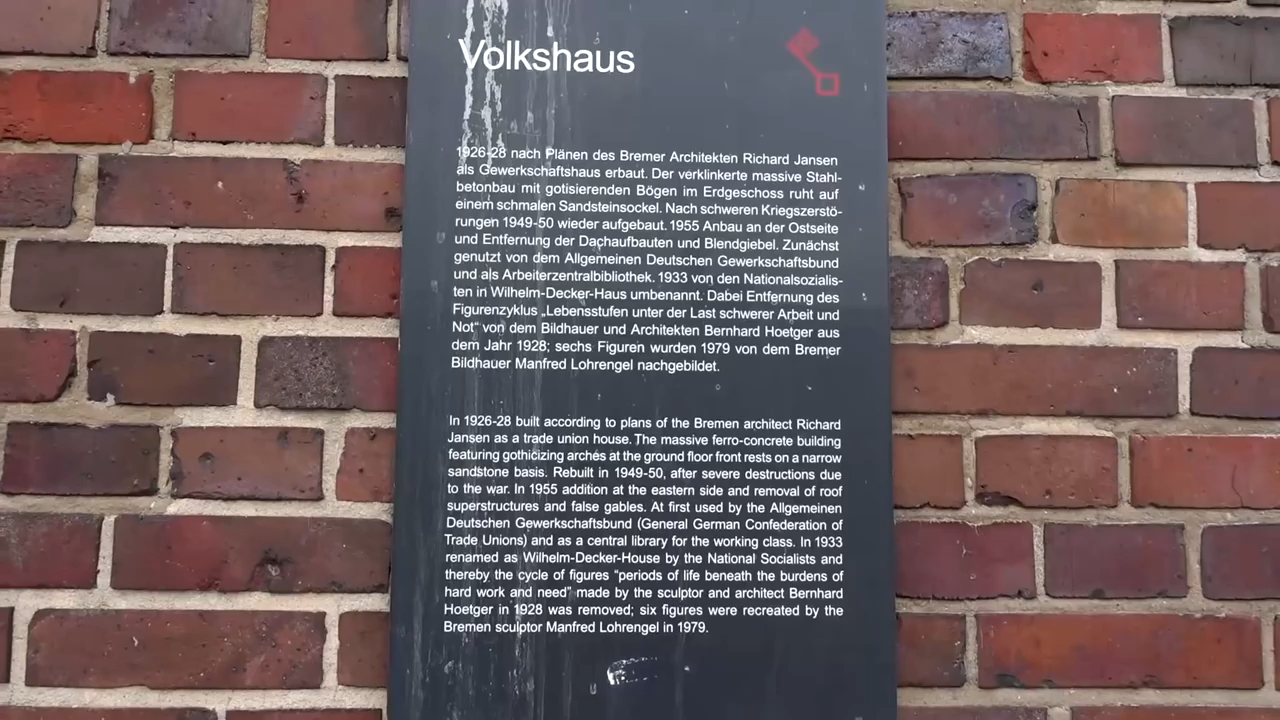 Volkshaus
1926-28 nach Plänen des Bremer Architekten Richard Jansen
als Gewerkschaftshaus erbaut. Der verklinkerte massive Stahl-
betonbau mit gotisierenden Bögen im Erdgeschoss ruht auf
einem schmalen Sandsteinsockel. Nach schweren Kriegszerstö-
rungen 1949-50 wieder aufgebaut. 1955 Anbau an der Ostseite
und Entfernung der Dachaufbauten und Blendgiebel. Zunächst
genutzt von dem Allgemeinen Deutschen Gewerkschaftsbund
und als Arbeiterzentralbibliothek. 1933 von den Nationalsozialis-
ten in Wilhelm-Decker-Haus umbenannt. Dabei Entfernung des
Figurenzyklus „Lebensstufen unter der Last schwerer Arbeit und
Not“ von dem Bildhauer und Architekten Bernhard Hoetger aus
dem Jahr 1928; sechs Figuren wurden 1979 von dem Bremer
Bildhauer Manfred Lohrengel nachgebildet.
In 1926-28 built according to plans of the Bremen architect Richard
Jansen as a trade union house. The massive ferro-concrete building
featuring gothicizing arches at the ground floor front rests on a narrow
sandstone basis. Rebuilt in 1949-50, after severe destructions due
to the war. In 1955 addition at the eastern side and removal of roof
superstructures and false gables. At first used by the Allgemeinen
Deutschen Gewerkschaftsbund (General German Confederation of
Trade Unions) and as a central library for the working class. In 1933
renamed as Wilhelm-Decker-House by the National Socialists and
thereby the cycle of figures “periods of life beneath the burdens of
hard work and need” made by the sculptor and architect Bernhard
Hoetger in 1928 was removed; six figures were recreated by the
Bremen sculptor Manfred Lohrengel in 1979.